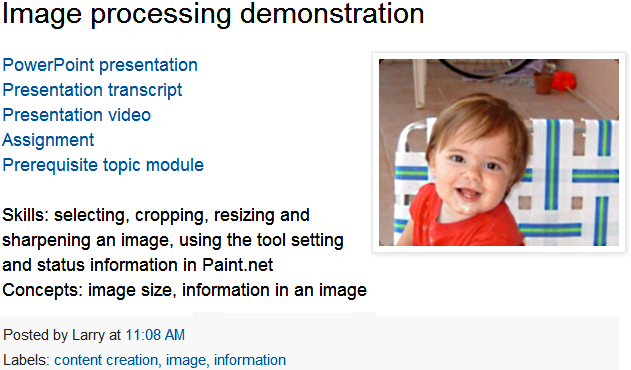 Image processing demonstration
PowerPoint presentation
Presentation transcript
Presentation video
Assignment
Prerequisite topic module
Skills: selecting, cropping, resizing and
sharpening an image, using the tool setting
and status information in Paint.net
Concepts: image size, information in an image
Posted by Larry at 11:08 AM
Labels: content creation, image, information